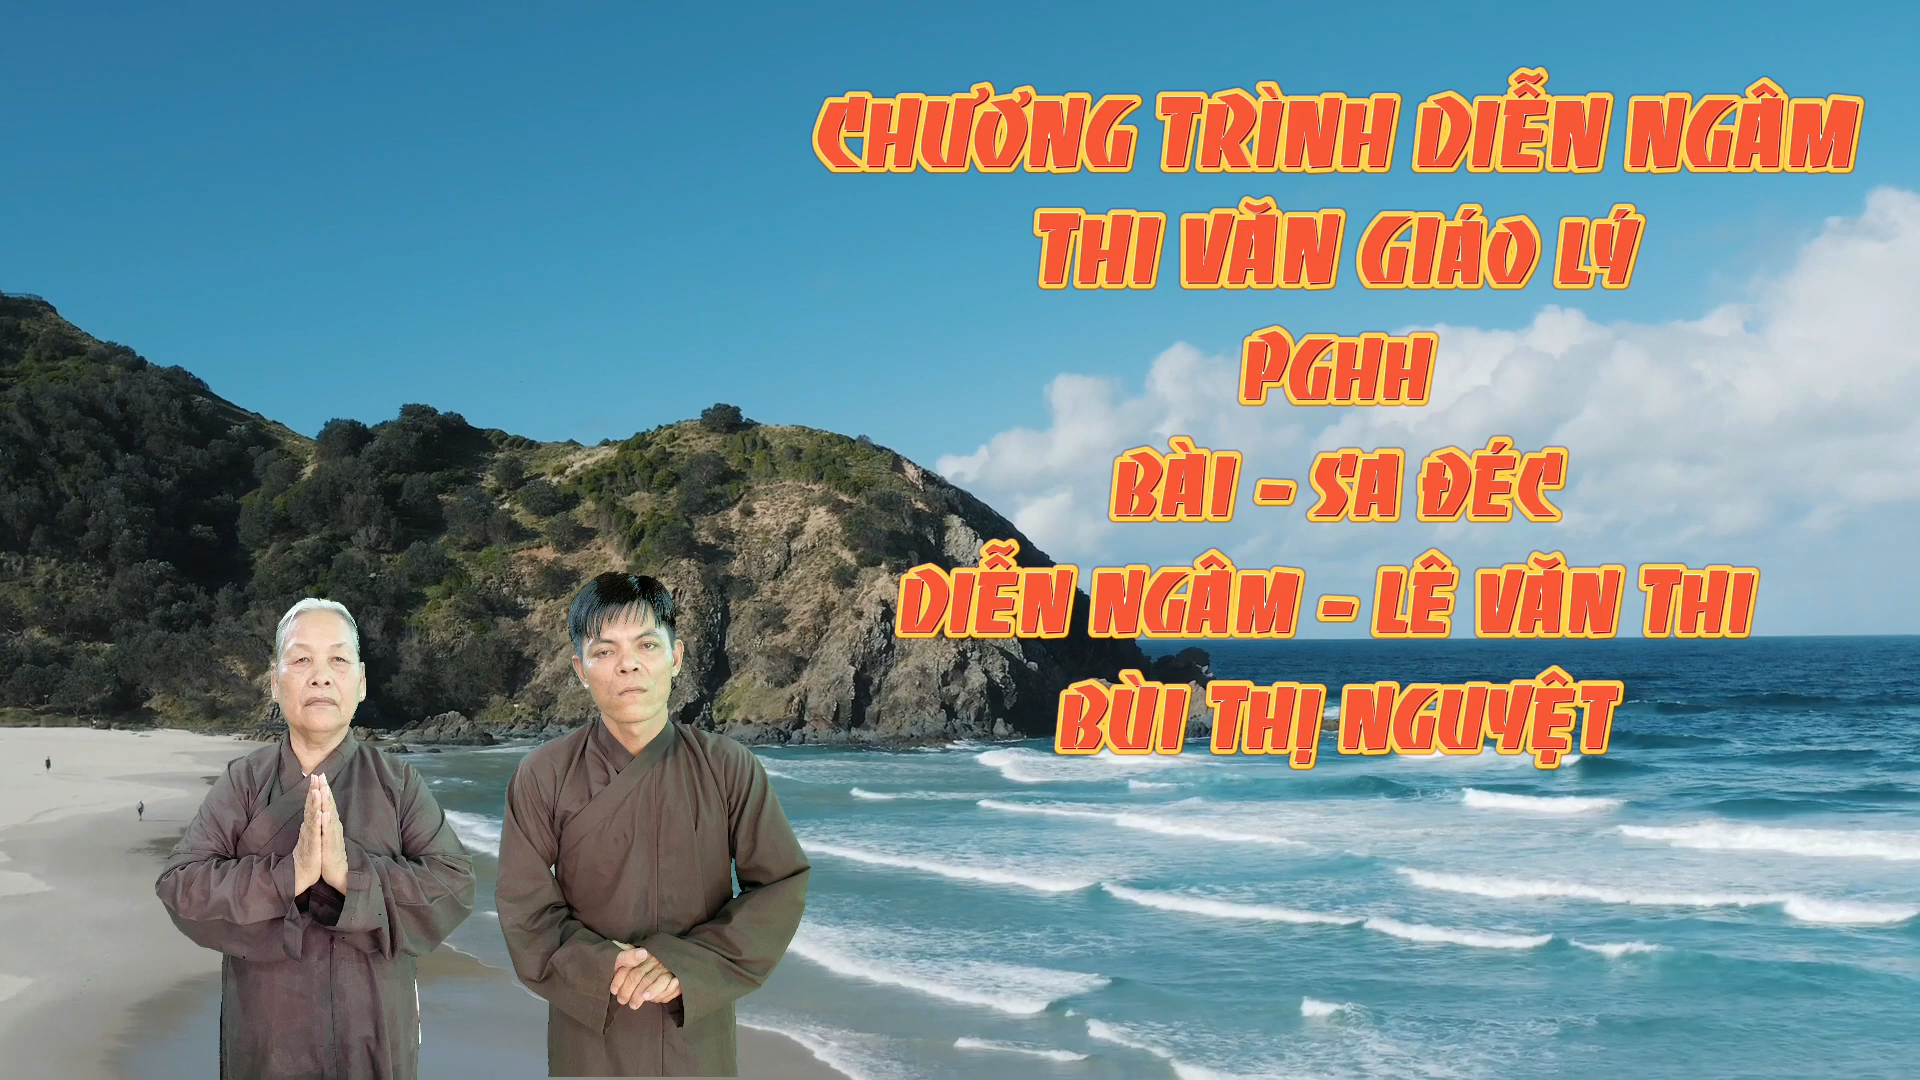 CHƯƠNG TRÌNH DIỄN NGÂM
THI VĂN GIÁO LÝ
PGHH
BÀI - SA ĐÉC
DIỄN NGÂM - LÊ VĂN THI
BÙI THỊ NGUYỆT